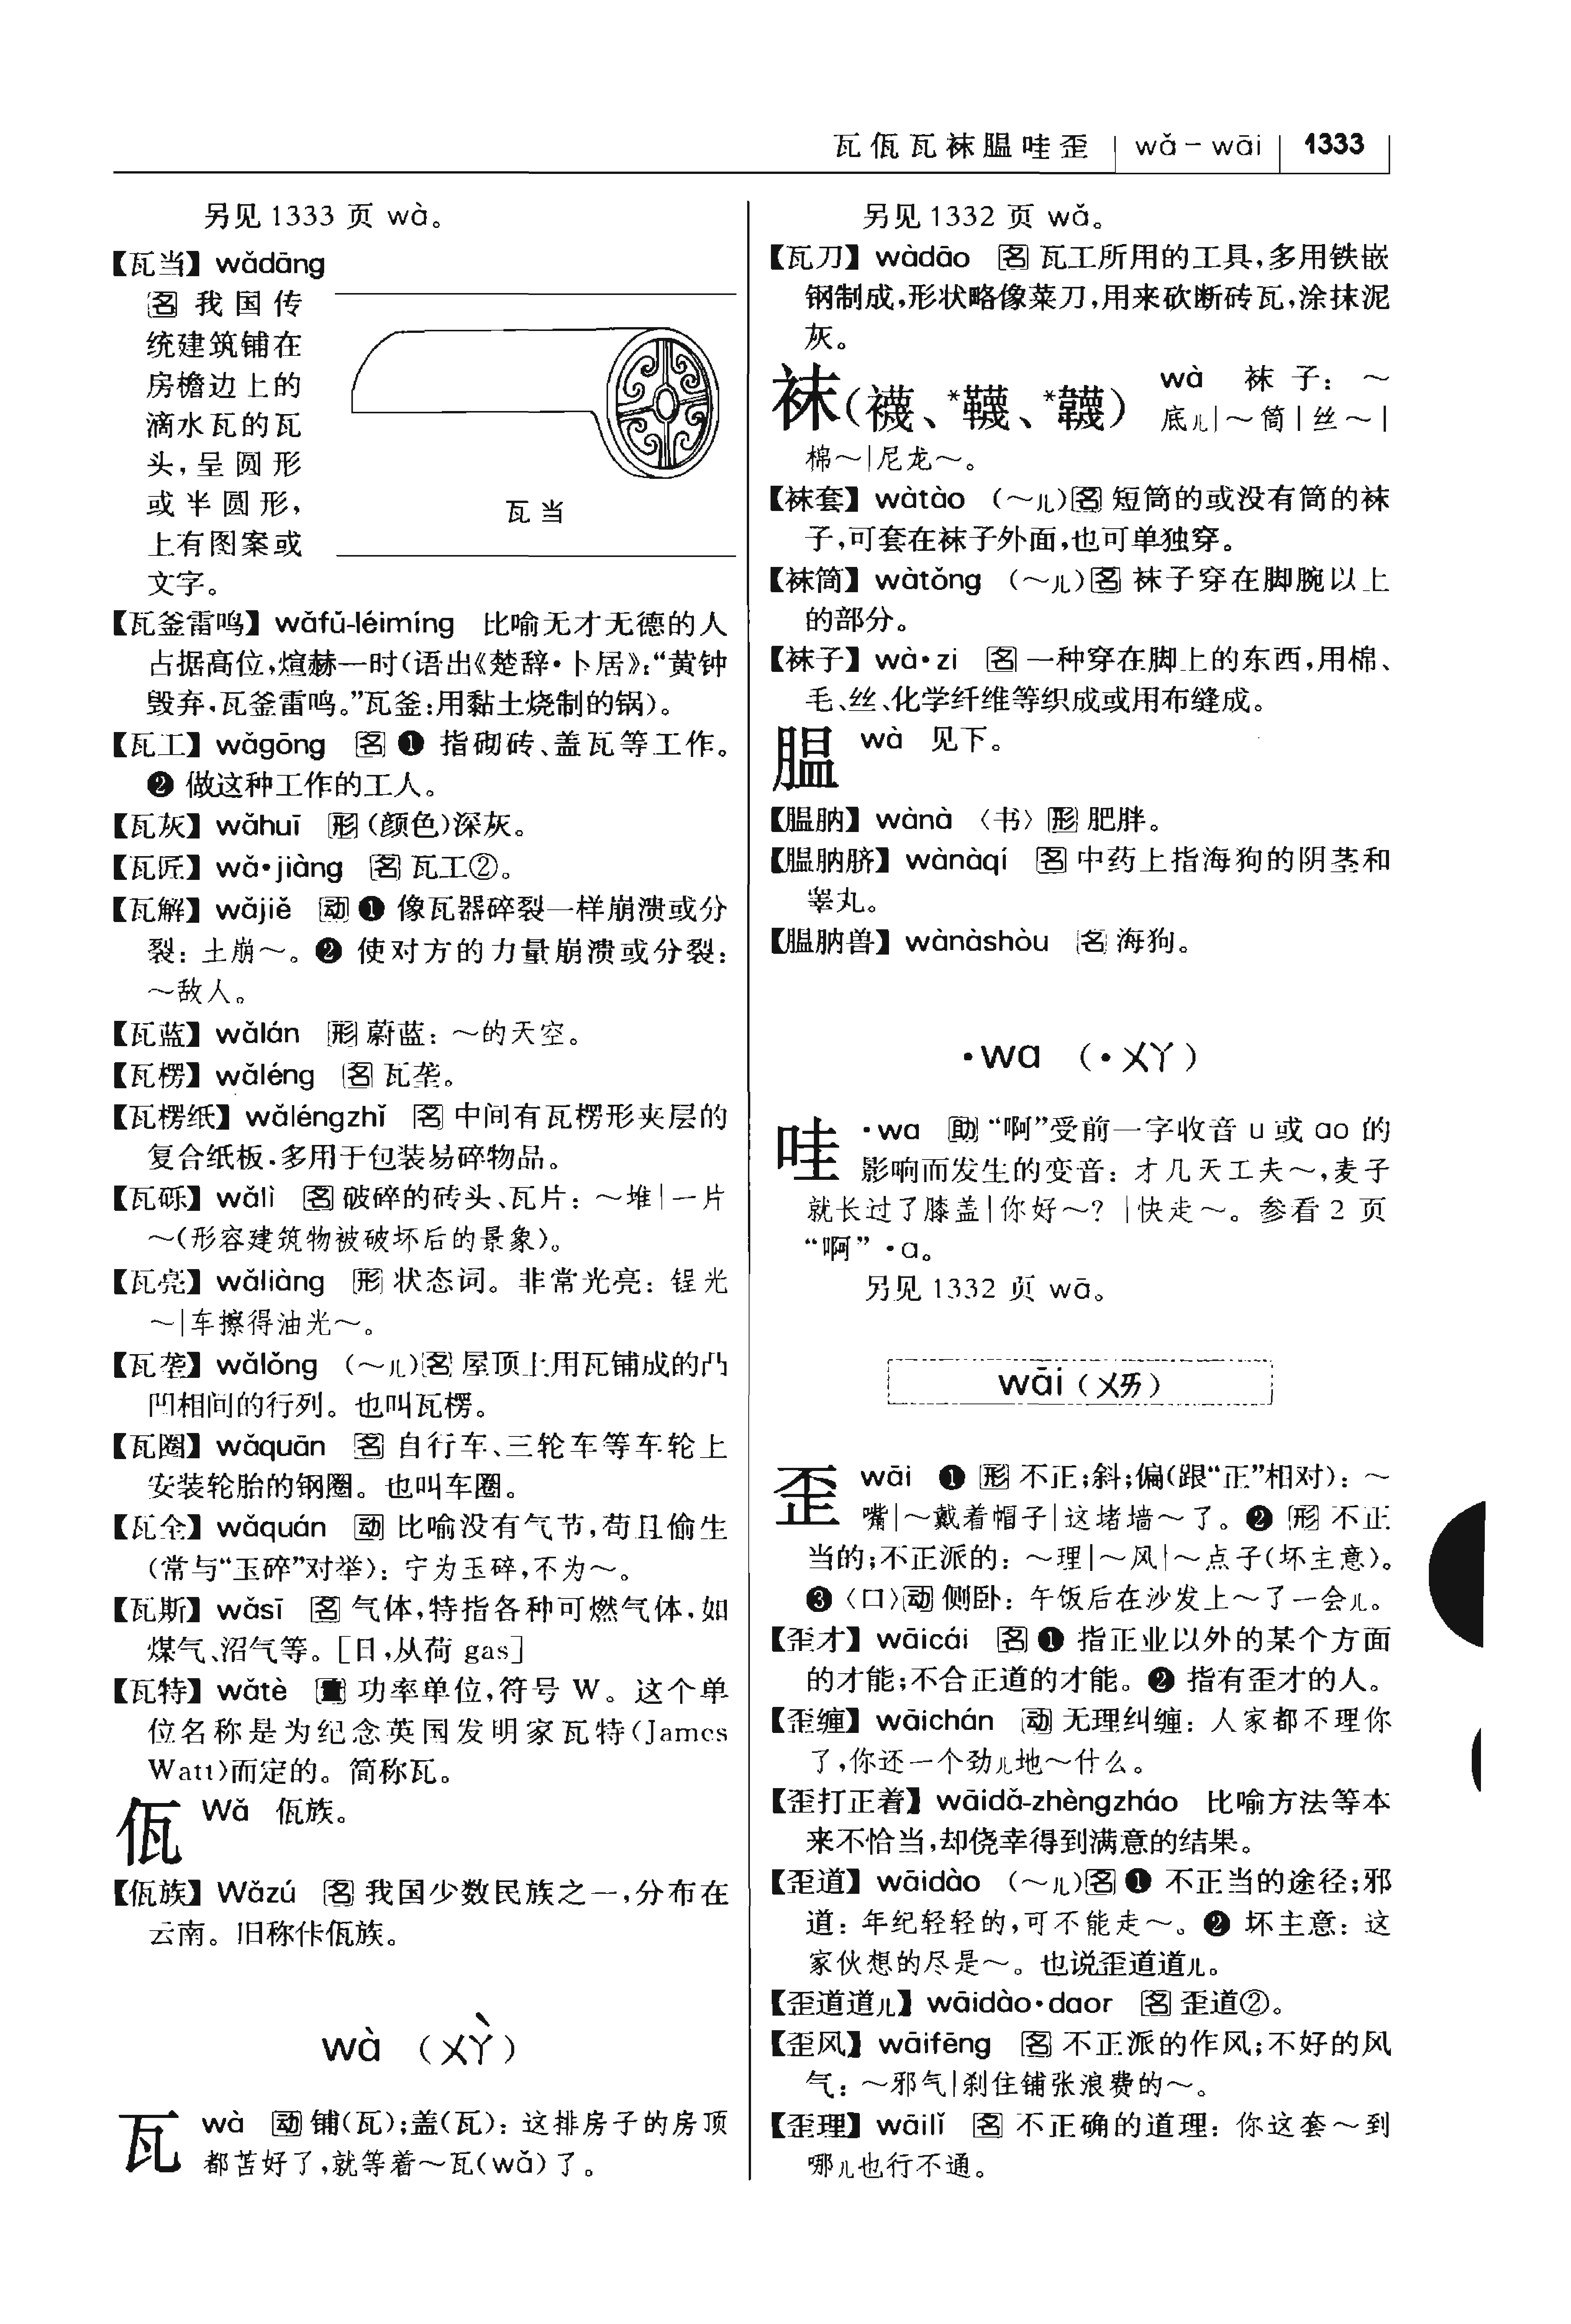 瓦佤瓦袜腽哇歪 wǎ－wāi 1333
另见1333 页 wà。
【瓦当】wǎdāng
名 我国传
统建筑铺在
房檐边上的
滴水瓦的瓦
头,呈圆形
或半圆形,
上有图案或
文字。
瓦当
【瓦釜雷鸣】wǎfǔ-léimíng 比喻无才无德的人
占据高位,煊赫一时(语出《楚辞·卜居》:“黄钟
毁弃,瓦釜雷鸣。”瓦釜:用黏土烧制的锅)。
【瓦工】wǎgōng 名 ❶ 指砌砖、盖瓦等工作。
❷ 做这种工作的工人。
【瓦灰】wǎhuī 形 (颜色)深灰。
【瓦匠】wǎ·jiàng 名 瓦工②。
【瓦解】wǎjiě 动 ❶ 像瓦器碎裂一样崩溃或分
裂: 土崩～。❷ 使对方的力量崩溃或分裂:
～敌人。
【瓦蓝】wǎlán 形 蔚蓝: ～的天空。
【瓦楞】wǎléng 名 瓦垄。
【瓦楞纸】wǎléngzhǐ 名 中间有瓦楞形夹层的
复合纸板,多用于包装易碎物品。
【瓦砾】wǎlì 名 破碎的砖头、瓦片: ～堆|一片
～(形容建筑物被破坏后的景象)。
【瓦亮】wǎliàng 形 状态词。非常光亮: 锃光
～|车擦得油光～。
【瓦垄】wǎlǒng (～儿)名 屋顶上用瓦铺成的凸
凹相间的行列。也叫瓦楞。
【瓦圈】wǎquān 名 自行车、三轮车等车轮上
安装轮胎的钢圈。也叫车圈。
【瓦全】wǎquán 动 比喻没有气节,苟且偷生
(常与“玉碎”对举): 宁为玉碎,不为～。
【瓦斯】wǎsī 名 气体,特指各种可燃气体,如
煤气、沼气等。[日,从荷 gas]
【瓦特】wǎtè 量 功率单位,符号 W。这个单
位名称是为纪念英国发明家瓦特(James
Watt)而定的。简称瓦。
佤 Wǎ 佤族。
【佤族】Wǎzú 名 我国少数民族之一,分布在
云南。旧称佧佤族。
wà (ㄨㄚˋ)
瓦 wà 动 铺(瓦);盖(瓦): 这排房子的房顶
都苫好了,就等着～瓦(wǎ)了。
另见1332 页 wǎ。
【瓦刀】wàdāo 名 瓦工所用的工具,多用铁嵌
钢制成,形状略像菜刀,用来砍断砖瓦,涂抹泥
灰。
袜(襪、*韈、*韤) wà 袜子: ～
底儿|～筒|丝～|
棉～|尼龙～。
【袜套】wàtào (～儿)名 短筒的或没有筒的袜
子,可套在袜子外面,也可单独穿。
【袜筒】wàtǒng (～儿)名 袜子穿在脚腕以上
的部分。
【袜子】wà·zi 名 一种穿在脚上的东西,用棉、
毛、丝、化学纤维等织成或用布缝成。
腽 wà 见下。
【腽肭】wànà 〈书〉形 肥胖。
【腽肭脐】wànàqí 名 中药上指海狗的阴茎和
睾丸。
【腽肭兽】wànàshòu 名 海狗。
·wa (·ㄨㄚ)
哇 ·wa 助 “啊”受前一字收音 u 或 ao 的
影响而发生的变音: 才几天工夫～,麦子
就长过了膝盖|你好～? |快走～。参看 2 页
“啊” ·a。
另见1332 页 wā。
wāi (ㄨㄞ)
歪 wāi ❶ 形 不正;斜;偏(跟“正”相对): ～
嘴|～戴着帽子|这堵墙～了。❷ 形 不正
当的;不正派的: ～理|～风|～点子(坏主意)。
❸〈口〉动 侧卧: 午饭后在沙发上～了一会儿。
【歪才】wāicái 名 ❶ 指正业以外的某个方面
的才能;不合正道的才能。❷ 指有歪才的人。
【歪缠】wāichán 动 无理纠缠: 人家都不理你
了,你还一个劲儿地～什么。
【歪打正着】wāidǎ-zhèngzháo 比喻方法等本
来不恰当,却侥幸得到满意的结果。
【歪道】wāidào (～儿)名 ❶ 不正当的途径;邪
道: 年纪轻轻的,可不能走～。❷ 坏主意: 这
家伙想的尽是～。也说歪道道儿。
【歪道道儿】wāidào·daor 名 歪道②。
【歪风】wāifēng 名 不正派的作风;不好的风
气: ～邪气|刹住铺张浪费的～。
【歪理】wāilǐ 名 不正确的道理: 你这套～到
哪儿也行不通。